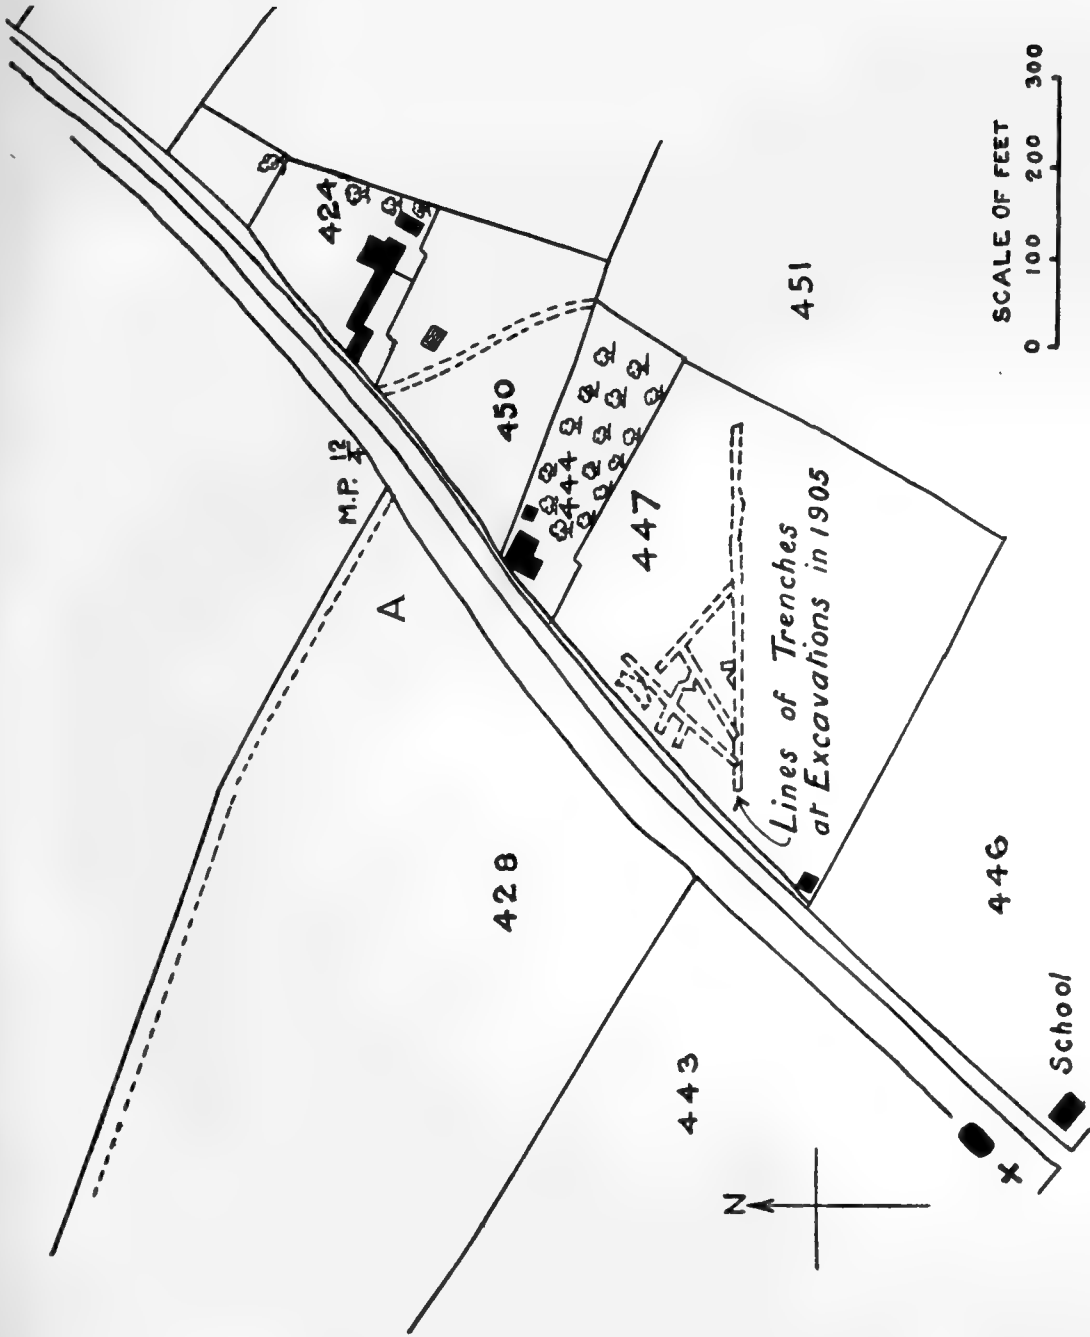 424
M.P. 12/4
450
A
444
447
451
Lines of Trenches
at Excavations in 1905
428
443
446
School
N
SCALE OF FEET
0 100 200 300